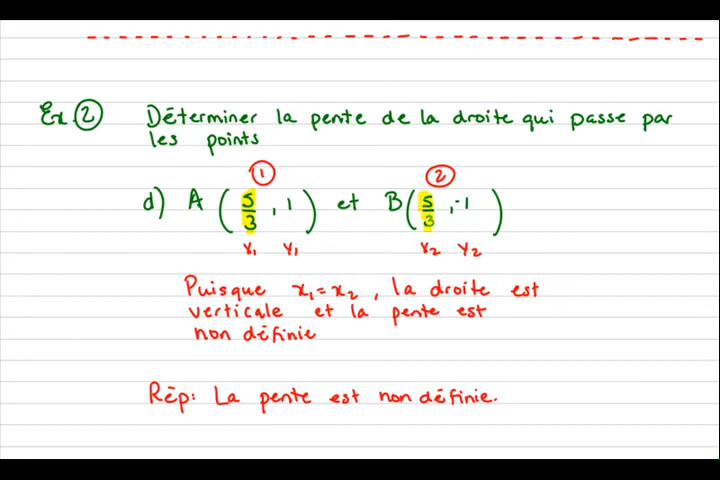 Ex. ② Déterminer la pente de la droite qui passe par
les points
① ②
d) A (5/3, 1) et B(5/3, -1)
x₁ y₁ x₂ y₂
Puisque x₁ = x₂, la droite est
verticale et la pente est
non définie
Rép: La pente est non définie.